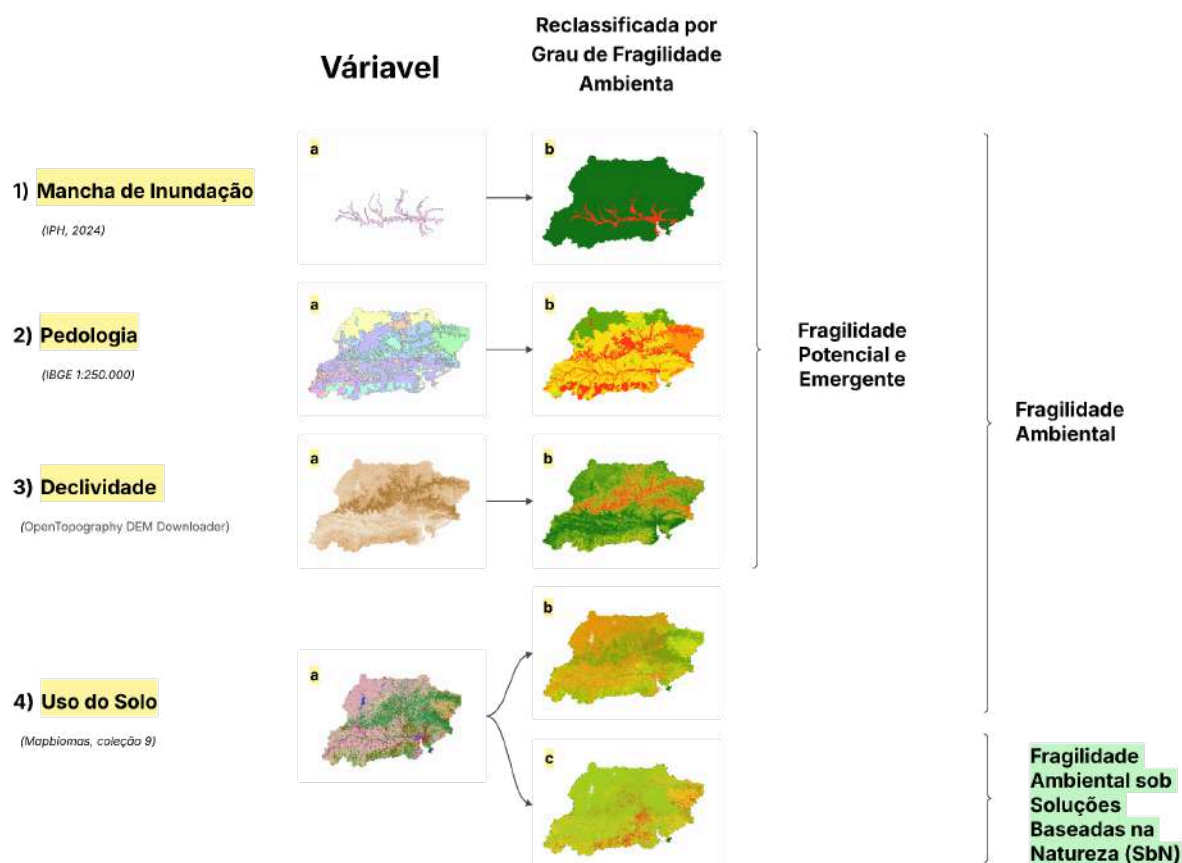 Váriavel
Reclassificada por
Grau de Fragilidade
Ambienta
1) Mancha de Inundação
(IPH, 2024)
a
b
2) Pedologia
(IBGE 1:250.000)
a
b
3) Declividade
(OpenTopography DEM Downloader)
a
b
Fragilidade
Potencial e
Emergente
Fragilidade
Ambiental
4) Uso do Solo
(Mapbiomas, coleção 9)
a
b
c
Fragilidade
Ambiental sob
Soluções
Baseadas na
Natureza (SbN)